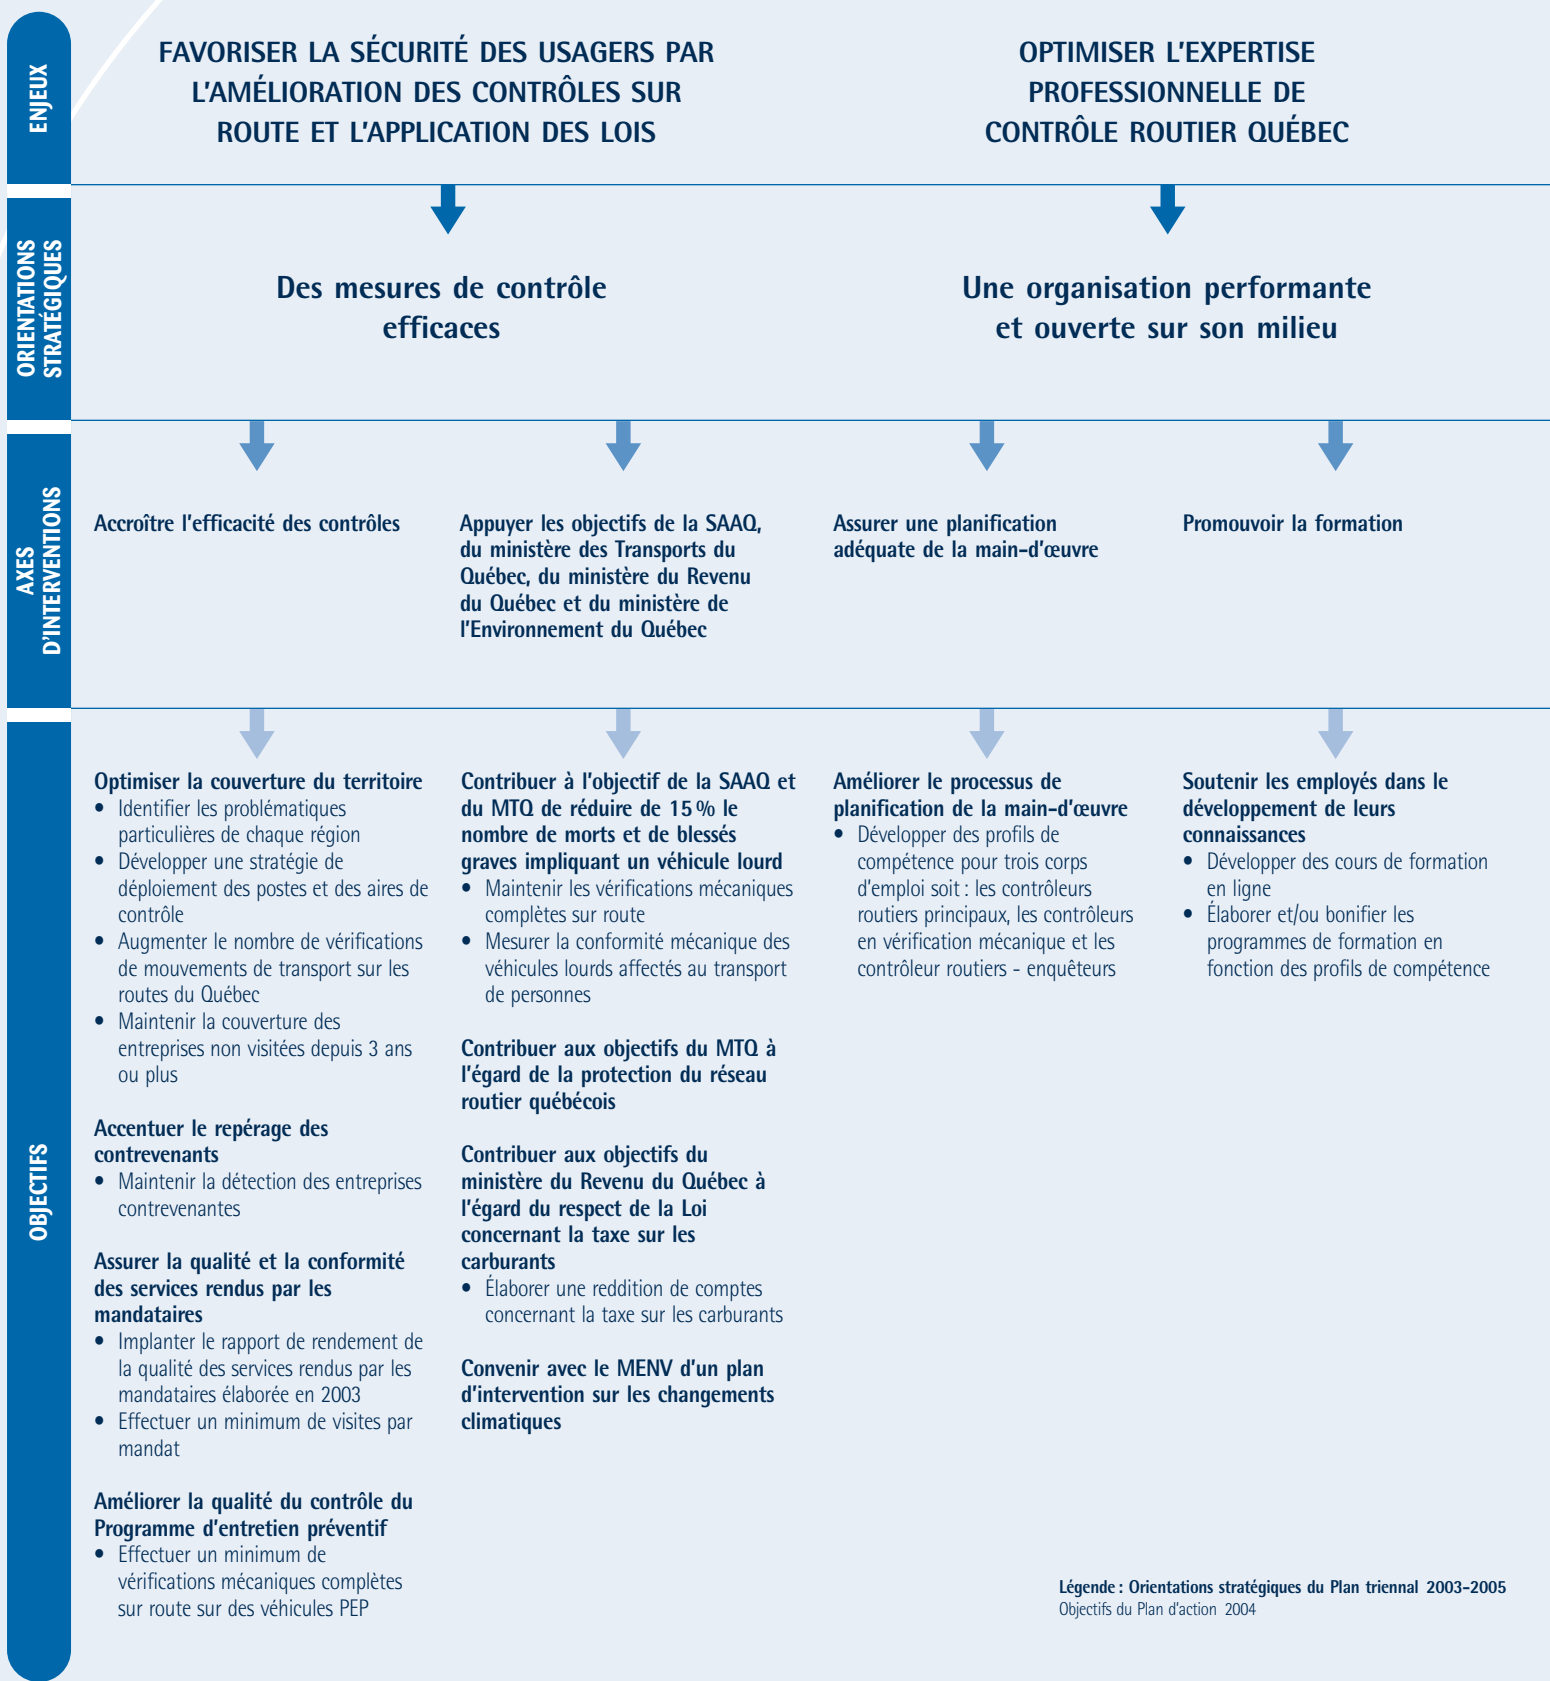 ENJEUX
FAVORISER LA SÉCURITÉ DES USAGERS PAR
L'AMÉLIORATION DES CONTRÔLES SUR
ROUTE ET L'APPLICATION DES LOIS
OPTIMISER L'EXPERTISE
PROFESSIONNELLE DE
CONTRÔLE ROUTIER QUÉBEC
ORIENTATIONS
STRATÉGIQUES
Des mesures de contrôle
efficaces
Une organisation performante
et ouverte sur son milieu
AXES
D'INTERVENTIONS
Accroître l'efficacité des contrôles
Appuyer les objectifs de la SAAQ,
du ministère des Transports du
Québec, du ministère du Revenu
du Québec et du ministère de
l'Environnement du Québec
Assurer une planification
adéquate de la main-d'œuvre
Promouvoir la formation
OBJECTIFS
Optimiser la couverture du territoire
• Identifier les problématiques
particulières de chaque région
• Développer une stratégie de
déploiement des postes et des aires de
contrôle
• Augmenter le nombre de vérifications
de mouvements de transport sur les
routes du Québec
• Maintenir la couverture des
entreprises non visitées depuis 3 ans
ou plus
Accentuer le repérage des
contrevenants
• Maintenir la détection des entreprises
contrevenantes
Assurer la qualité et la conformité
des services rendus par les
mandataires
• Implanter le rapport de rendement de
la qualité des services rendus par les
mandataires élaborée en 2003
• Effectuer un minimum de visites par
mandat
Améliorer la qualité du contrôle du
Programme d'entretien préventif
• Effectuer un minimum de
vérifications mécaniques complètes
sur route sur des véhicules PEP
Contribuer à l'objectif de la SAAQ et
du MTQ de réduire de 15 % le
nombre de morts et de blessés
graves impliquant un véhicule lourd
• Maintenir les vérifications mécaniques
complètes sur route
• Mesurer la conformité mécanique des
véhicules lourds affectés au transport
de personnes
Contribuer aux objectifs du MTQ à
l'égard de la protection du réseau
routier québécois
Contribuer aux objectifs du
ministère du Revenu du Québec à
l'égard du respect de la Loi
concernant la taxe sur les
carburants
• Élaborer une reddition de comptes
concernant la taxe sur les carburants
Convenir avec le MENV d'un plan
d'intervention sur les changements
climatiques
Améliorer le processus de
planification de la main-d'œuvre
• Développer des profils de
compétence pour trois corps
d'emploi soit : les contrôleurs
routiers principaux, les contrôleurs
en vérification mécanique et les
contrôleur routiers - enquêteurs
Soutenir les employés dans le
développement de leurs
connaissances
• Développer des cours de formation
en ligne
• Élaborer et/ou bonifier les
programmes de formation en
fonction des profils de compétence
Légende : Orientations stratégiques du Plan triennal 2003-2005
Objectifs du Plan d'action 2004